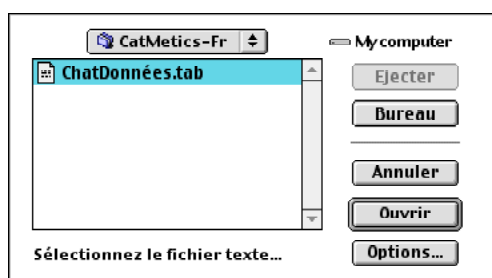 CatMetics-Fr
My computer
ChatDonnées.tab
Ejecter
Bureau
Annuler
Ouvrir
Sélectionnez le fichier texte...
Options...